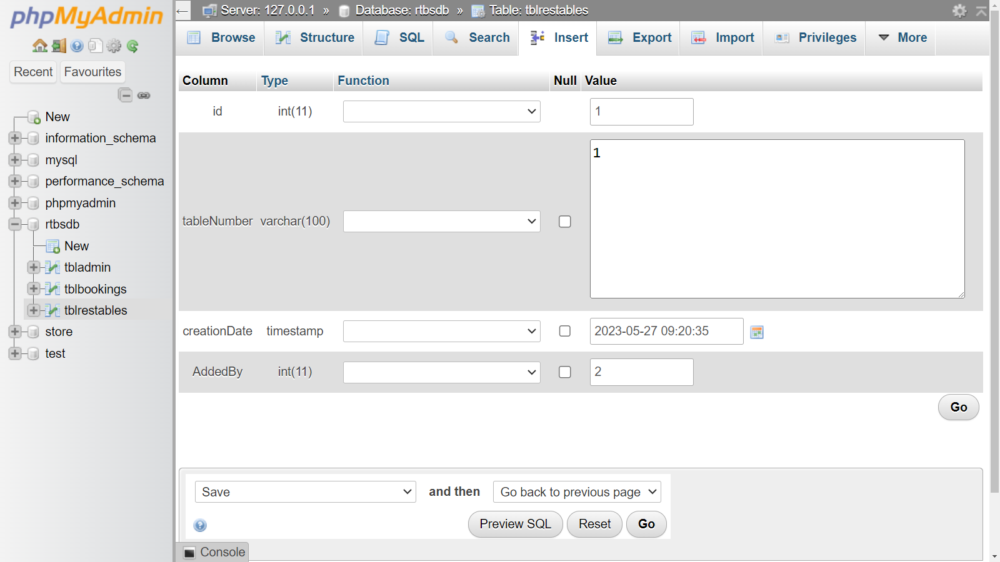 phpMyAdmin
Recent
Favourites
New
information_schema
mysql
performance_schema
phpmyadmin
rtbsdb
New
tbladmin
tblbookings
tblrestables
store
test
Server: 127.0.0.1 » Database: rtbsdb » Table: tblrestables
Browse Structure SQL Search Insert Export Import Privileges More
Column Type Function Null Value
id int(11) 1
tableNumber varchar(100) 1
creationDate timestamp 2023-05-27 09:20:35
AddedBy int(11) 2
Go
Save and then Go back to previous page
Preview SQL Reset Go
Console